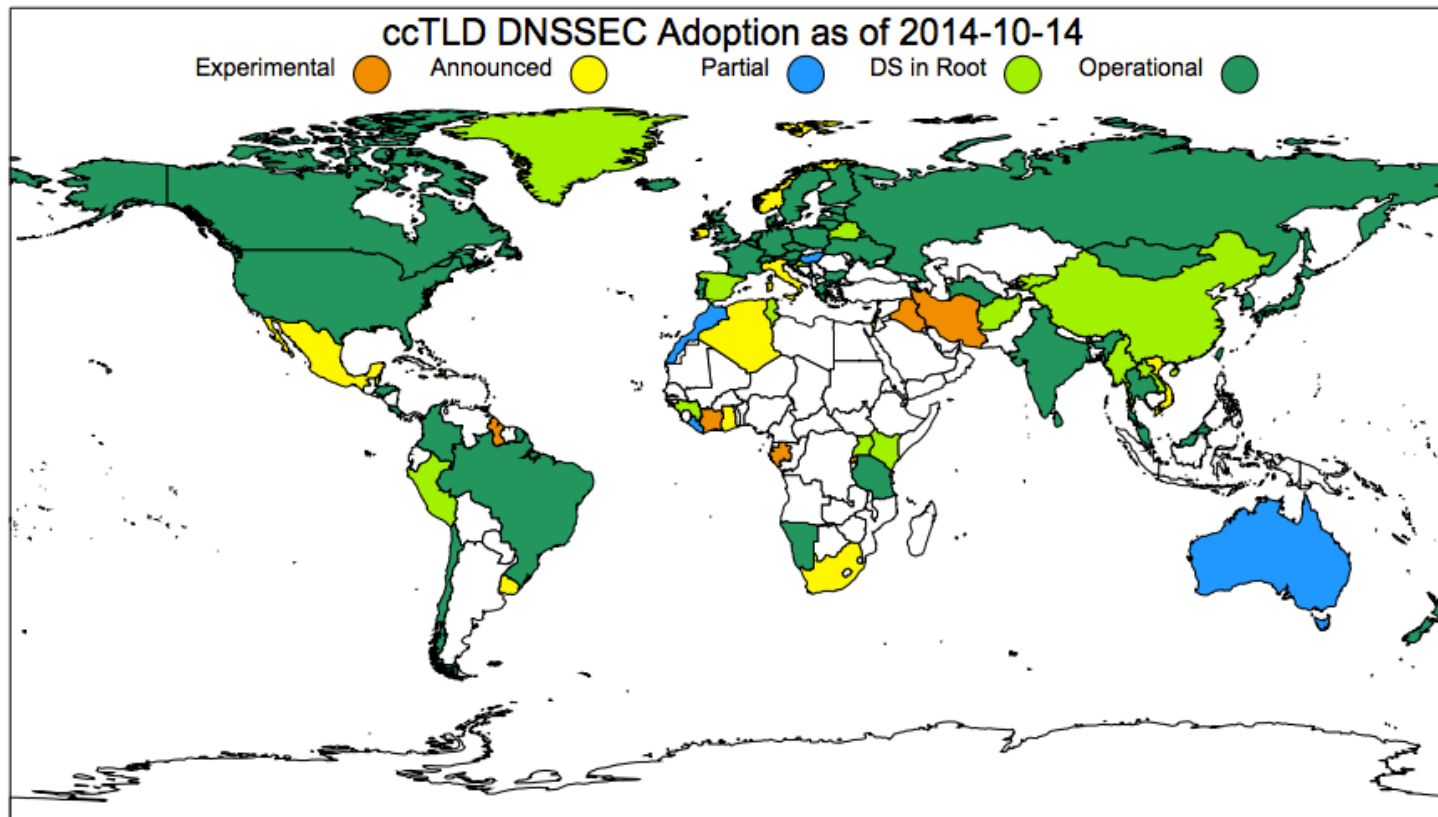 ccTLD DNSSEC Adoption as of 2014-10-14
Experimental Announced Partial DS in Root Operational